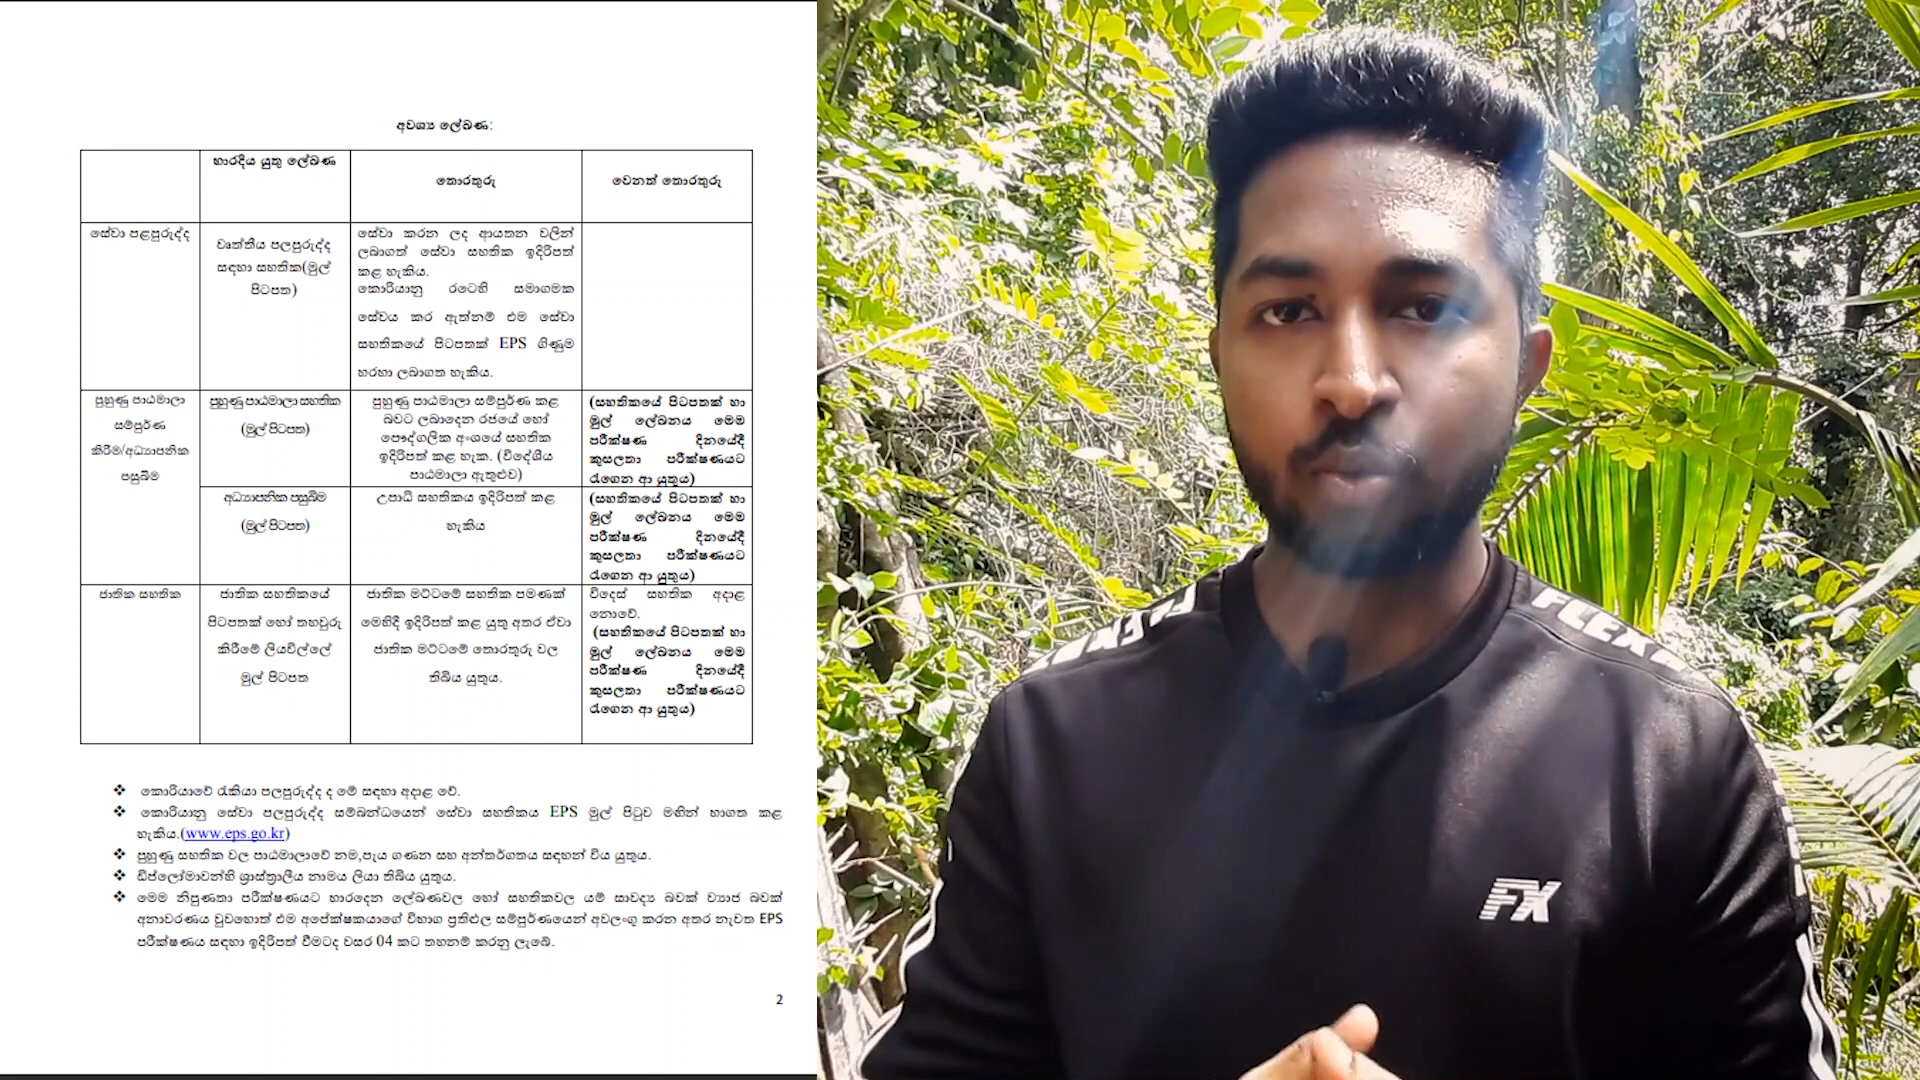 අවශ්‍ය ලේඛණ:
භාරදිය යුතු ලේඛණ
තොරතුරු
වෙනත් තොරතුරු
සේවා පළපුරුද්ද
වෘත්තීය පලපුරුද්ද
සඳහා සහතික(මුල්
පිටපත)
සේවා කරන ලද ආයතන වලින්
ලබාගත් සේවා සහතික ඉදිරිපත්
කළ හැකිය.
කොරියානු රටෙහි සමාගමක
සේවය කර ඇත්නම් එම සේවා
සහතිකයේ පිටපතක් EPS ගිණුම
හරහා ලබාගත හැකිය.
පුහුණු පාඨමාලා
සම්පුර්ණ
කිරීම/අධ්‍යාපනික
පසුබිම
පුහුණු පාඨමාලා සහතික
(මුල් පිටපත)
පුහුණු පාඨමාලා සම්පුර්ණ කළ
බවට ලබාදෙන රජයේ හෝ
පෞද්ගලික අංශයේ සහතික
ඉදිරිපත් කළ හැක. (විදේශීය
පාඨමාලා ඇතුළුව)
(සහතිකයේ පිටපතක් හා
මුල් ලේඛනය මෙම
පරීක්ෂණ දිනයේදී
කුසලතා පරීක්ෂණයට
රැගෙන ආ යුතුය)
අධ්‍යාපනික පසුබිම
(මුල් පිටපත)
උපාධි සහතිකය ඉදිරිපත් කළ
හැකිය
(සහතිකයේ පිටපතක් හා
මුල් ලේඛනය මෙම
පරීක්ෂණ දිනයේදී
කුසලතා පරීක්ෂණයට
රැගෙන ආ යුතුය)
ජාතික සහතික
ජාතික සහතිකයේ
පිටපතක් හෝ තහවුරු
කිරීමේ ලියවිල්ලේ
මුල් පිටපත
ජාතික මට්ටමේ සහතික පමණක්
මෙහිදී ඉදිරිපත් කළ යුතු අතර ඒවා
ජාතික මට්ටමේ තොරතුරු වල
තිබිය යුතුය.
විදෙස් සහතික අදාළ
නොවේ.
(සහතිකයේ පිටපතක් හා
මුල් ලේඛනය මෙම
පරීක්ෂණ දිනයේදී
කුසලතා පරීක්ෂණයට
රැගෙන ආ යුතුය)
❖ කොරියාවේ රැකියා පලපුරුද්ද ද මේ සඳහා අදාළ වේ.
❖ කොරියානු සේවා පලපුරුද්ද සම්බන්ධයෙන් සේවා සහතිකය EPS මුල් පිටුව මඟින් භාගත කළ
හැකිය.(www.eps.go.kr)
❖ පුහුණු සහතික වල පාඨමාලාවේ නම,පැය ගණන සහ අන්තර්ගතය සඳහන් විය යුතුය.
❖ ඩිප්ලෝමාවන්හි ශාස්ත්‍රාලීය නාමය ලියා තිබිය යුතුය.
❖ මෙම නිපුණතා පරීක්ෂණයට භාරදෙන ලේඛණවල හෝ සහතිකවල යම් සාවද්‍ය බවක් ව්‍යාජ බවක්
අනාවරණය වුවහොත් එම අපේක්ෂකයාගේ විභාග ප්‍රතිඵල සම්පුර්ණයෙන් අවලංගු කරන අතර නැවත EPS
පරීක්ෂණය සඳහා ඉදිරිපත් වීමටද වසර 04 කට තහනම් කරනු ලැබේ.
2
FX